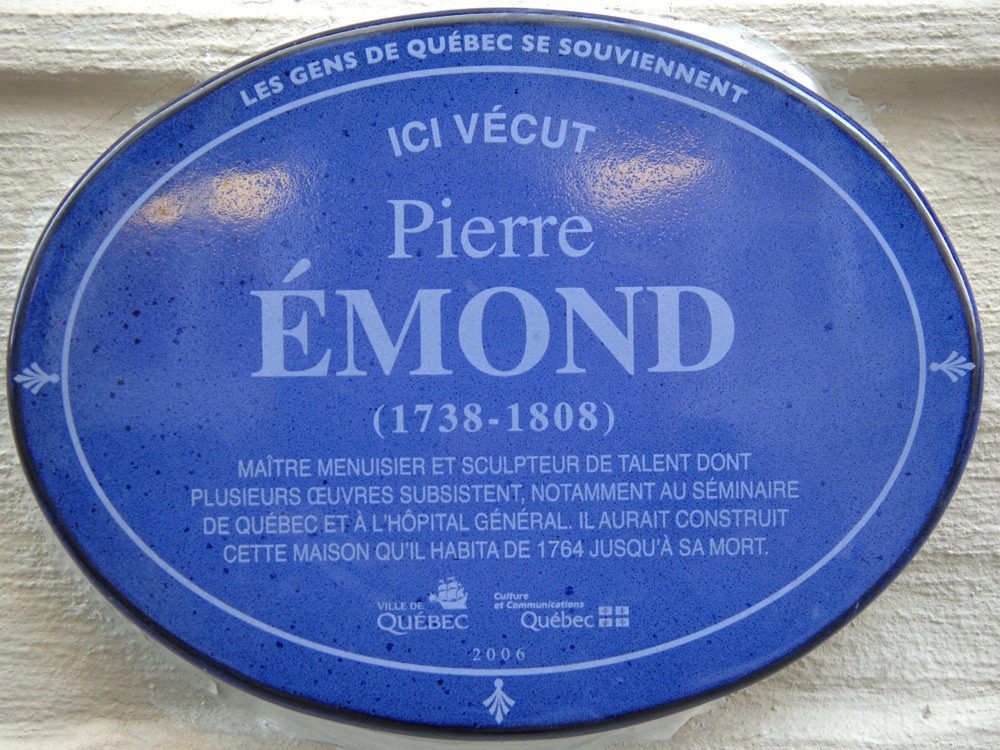 LES GENS DE QUÉBEC SE SOUVIENNENT
ICI VÉCUT
Pierre
ÉMOND
(1738-1808)
MAÎTRE MENUISIER ET SCULPTEUR DE TALENT DONT
PLUSIEURS ŒUVRES SUBSISTENT, NOTAMMENT AU SÉMINAIRE
DE QUÉBEC ET À L'HÔPITAL GÉNÉRAL. IL AURAIT CONSTRUIT
CETTE MAISON QU'IL HABITA DE 1764 JUSQU'À SA MORT.
VILLE DE
QUÉBEC
Culture
et Communications
Québec
2006